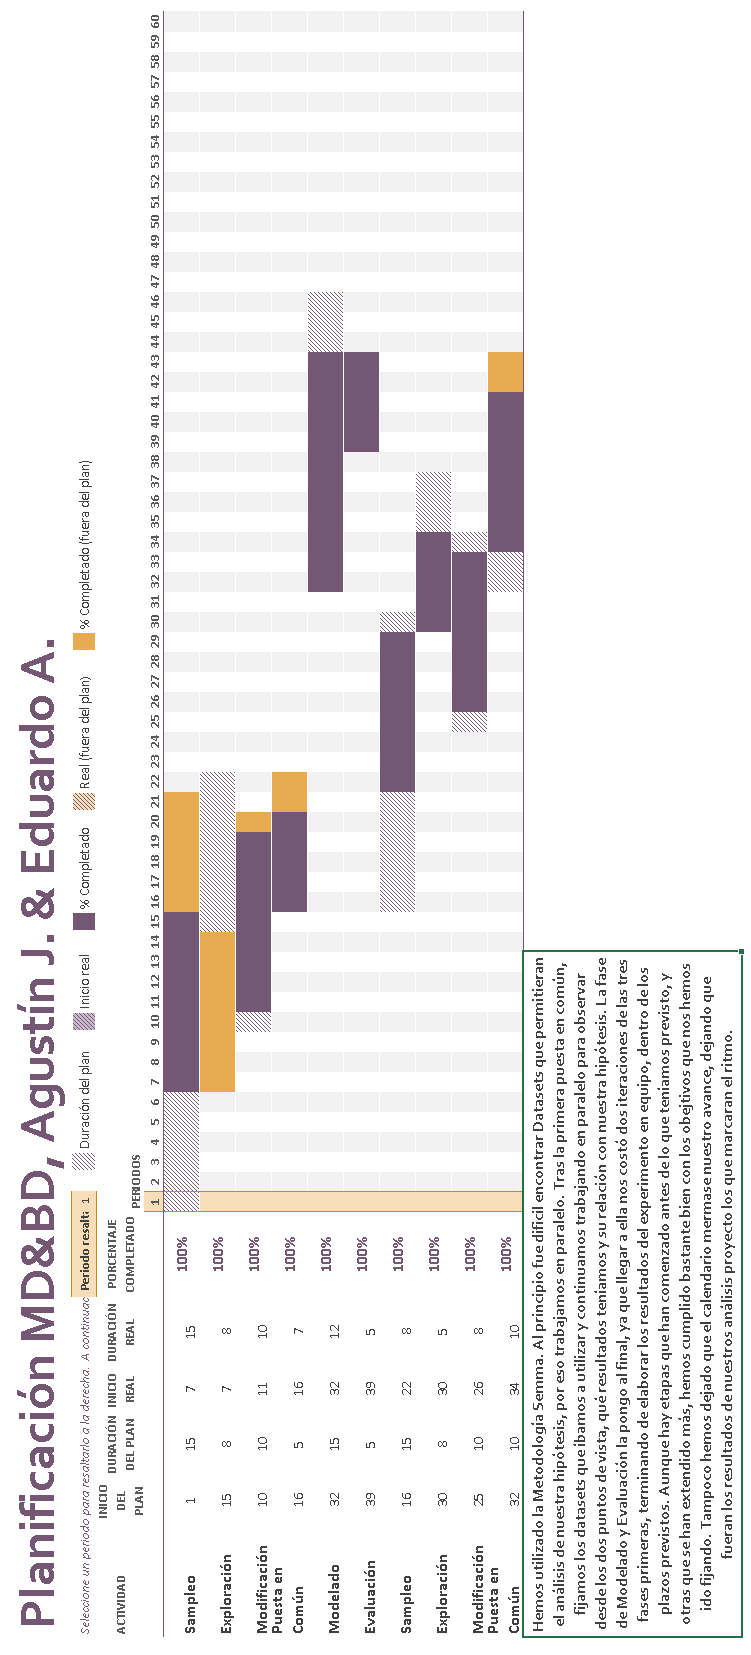 Planificación MD&BD, Agustín J. & Eduardo A.
Seleccione un periodo para resaltarlo a la derecha. A continuac
Periodo resalta 1
Duración del plan
Inicio real
% Completado
Real (fuera del plan)
% Completado (fuera del plan)
ACTIVIDAD INICIO DEL PLAN DURACIÓN DEL PLAN INICIO REAL DURACIÓN REAL PORCENTAJE COMPLETADO PERIODOS
1 2 3 4 5 6 7 8 9 10 11 12 13 14 15 16 17 18 19 20 21 22 23 24 25 26 27 28 29 30 31 32 33 34 35 36 37 38 39 40 41 42 43 44 45 46 47 48 49 50 51 52 53 54 55 56 57 58 59 60
Sampleo 1 15 7 15 100%
Exploración 15 8 7 8 100%
Modificación 10 10 11 10 100%
Puesta en Común 16 5 16 7 100%
Modelado 32 15 32 12 100%
Evaluación 39 5 39 5 100%
Sampleo 16 15 22 8 100%
Exploración 30 8 30 5 100%
Modificación 25 10 26 8 100%
Puesta en Común 32 10 34 10 100%
Hemos utilizado la Metodología Semma. Al principio fue difícil encontrar Datasets que permitieran
el análisis de nuestra hipótesis, por eso trabajamos en paralelo. Tras la primera puesta en común,
fijamos los datasets que ibamos a utilizar y continuamos trabajando en paralelo para observar
desde los dos puntos de vista, qué resultados teníamos y su relación con nuestra hipótesis. La fase
de Modelado y Evaluación la pongo al final, ya que llegar a ella nos costó dos iteraciones de las tres
fases primeras, terminando de elaborar los resultados del experimento en equipo, dentro de los
plazos previstos. Aunque hay etapas que han comenzado antes de lo que teniamos previsto, y
otras que se han extendido más, hemos cumplido bastante bien con los obejtivos que nos hemos
ido fijando. Tampoco hemos dejado que el calendario mermase nuestro avance, dejando que
fueran los resultados de nuestros análisis proyecto los que marcaran el ritmo.